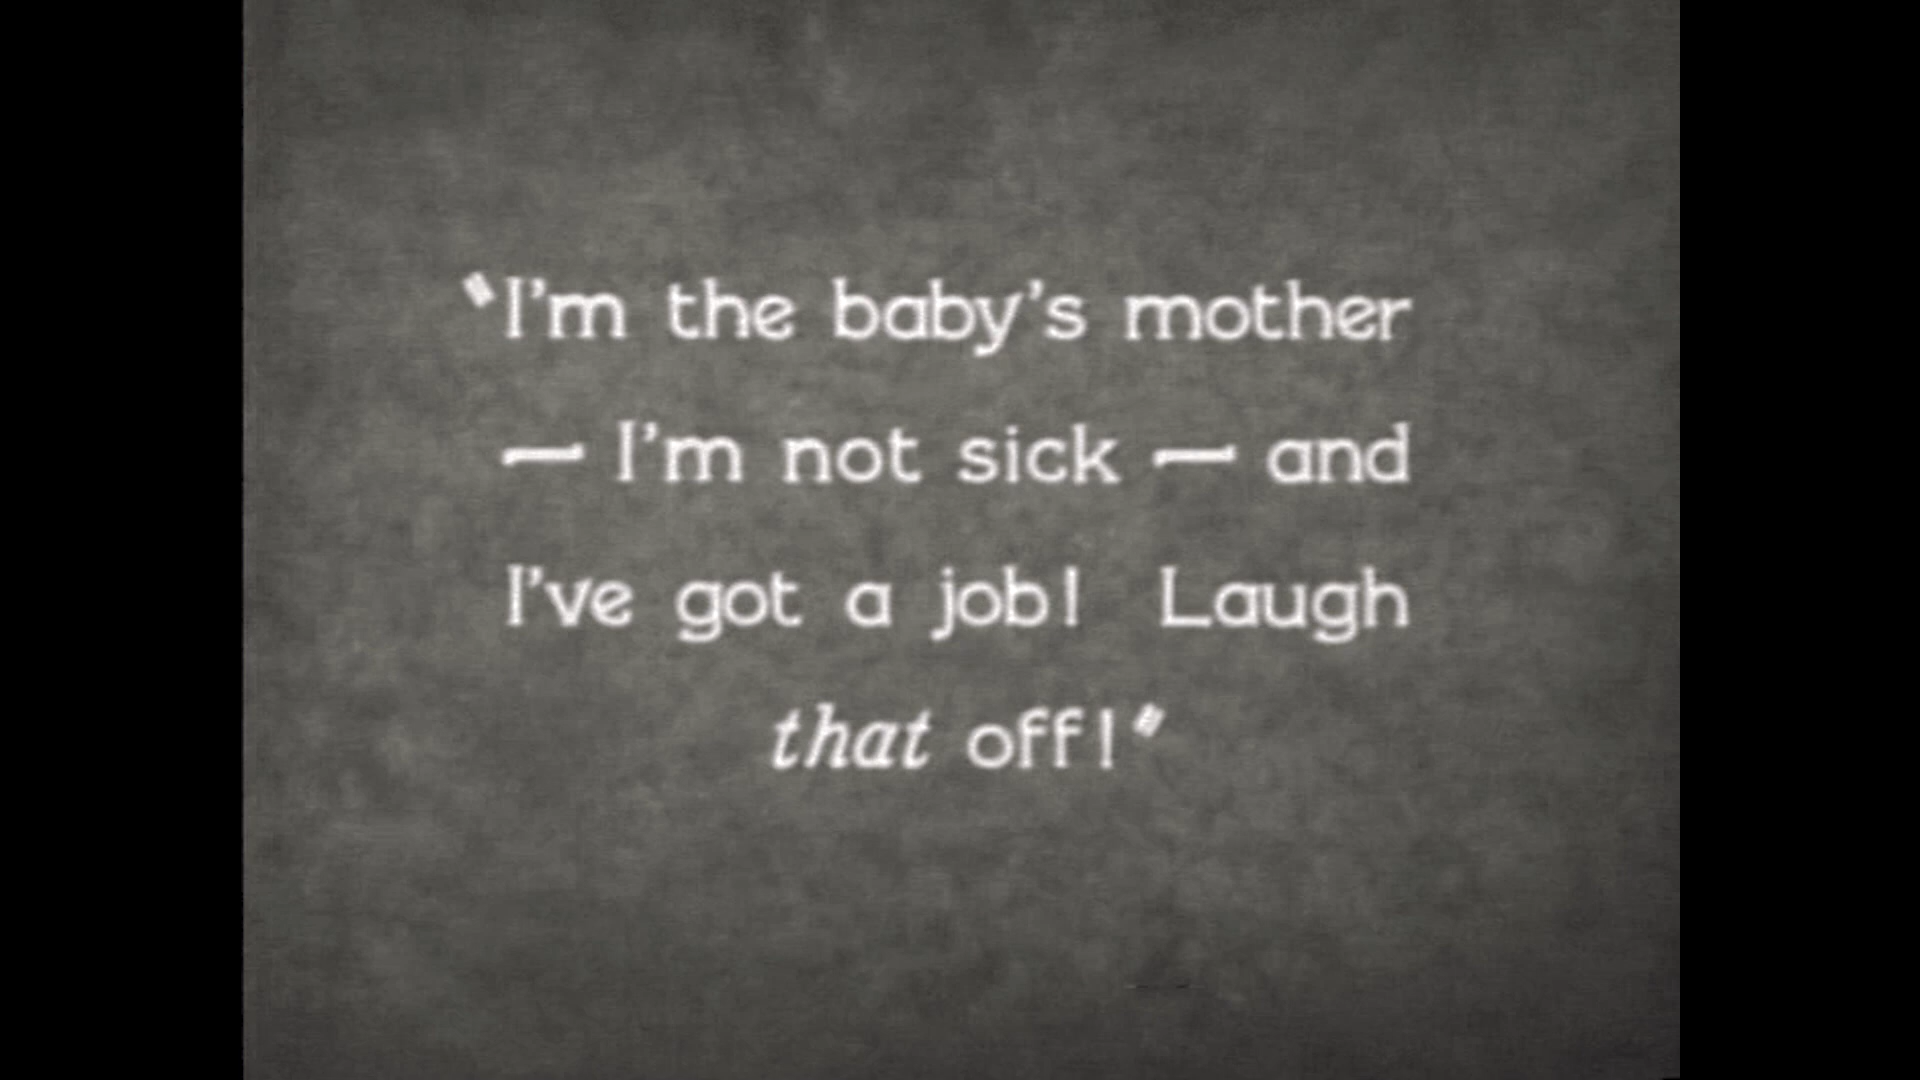 "I'm the baby's mother
— I'm not sick — and
I've got a job! Laugh
that off!"